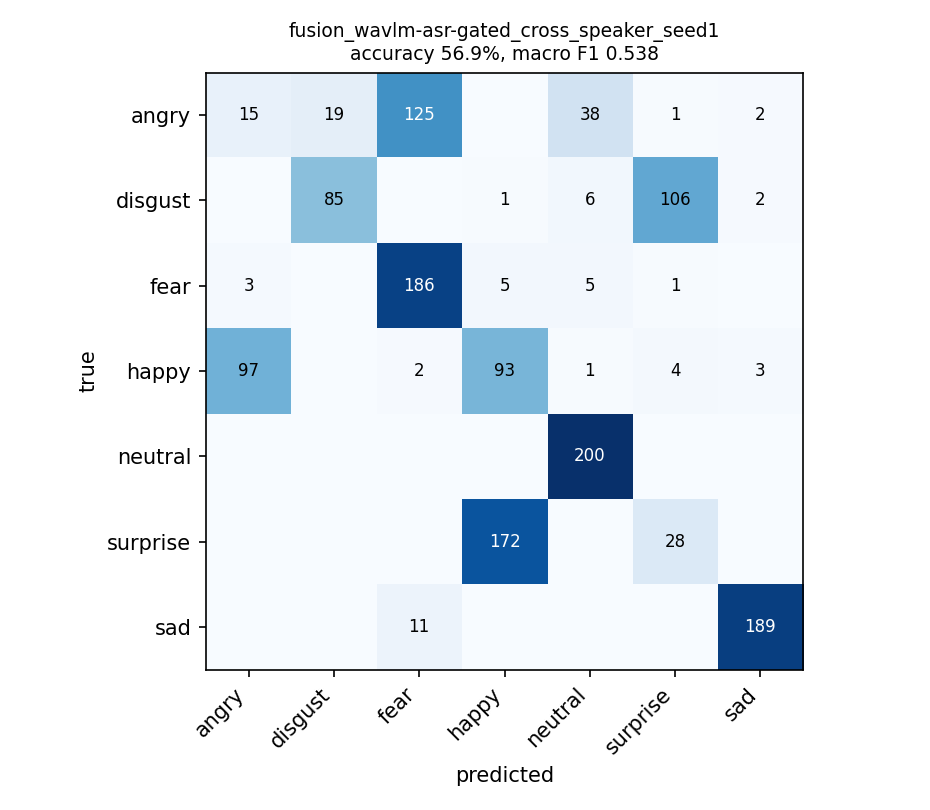 fusion_wavlm-asr-gated_cross_speaker_seed1
accuracy 56.9%, macro F1 0.538
angry 15 19 125 38 1 2
disgust 85 1 6 106 2
fear 3 186 5 5 1
happy 97 2 93 1 4 3
neutral 200
surprise 172 28
sad 11 189
true
angry disgust fear happy neutral surprise sad
predicted